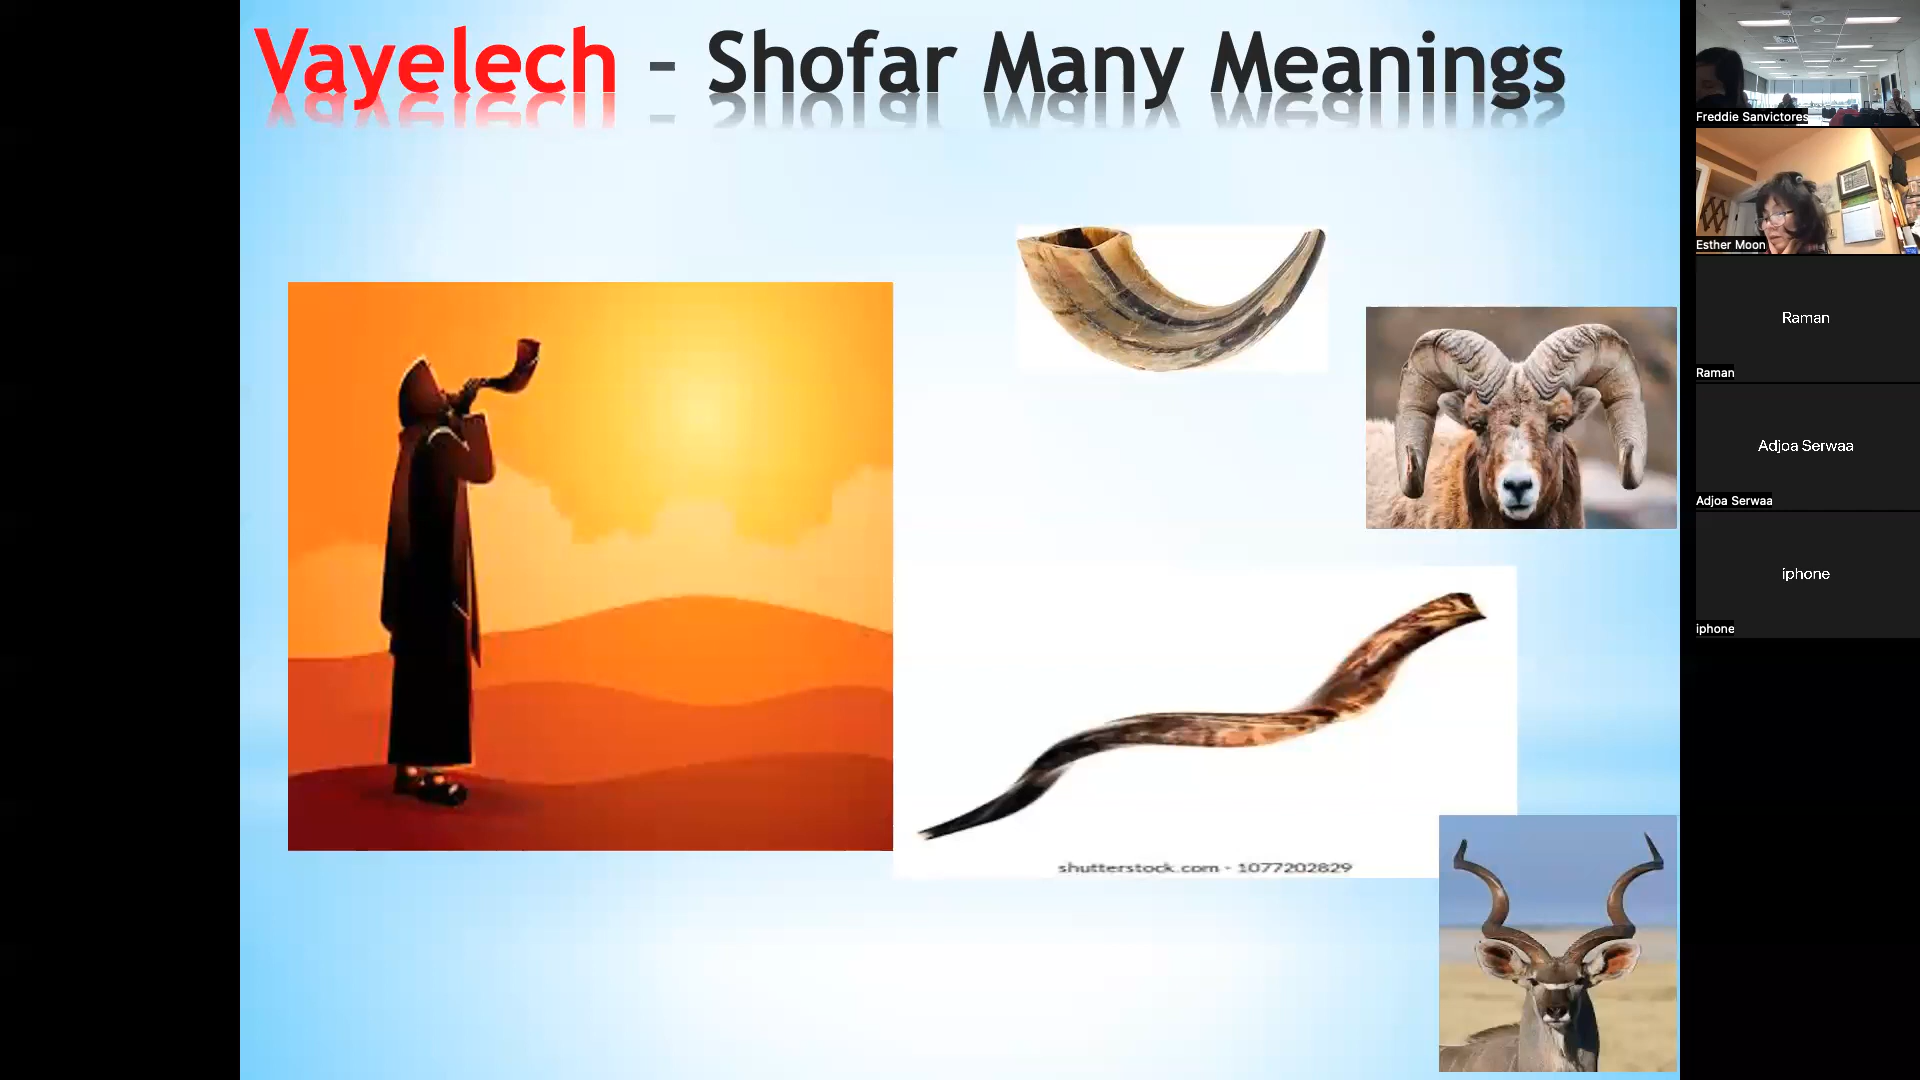 Vayelech - Shofar Many Meanings
shutterstock.com · 1077202829
Freddie Sanvictores
Esther Moon
Raman
Raman
Adjoa Serwaa
Adjoa Serwaa
iphone
iphone